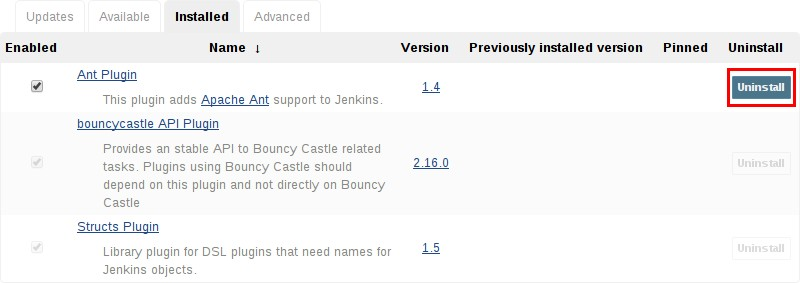 Updates Available Installed Advanced
Enabled Name ↓ Version Previously installed version Pinned Uninstall
Ant Plugin
This plugin adds Apache Ant support to Jenkins.
1.4
Uninstall
bouncycastle API Plugin
Provides an stable API to Bouncy Castle related
tasks. Plugins using Bouncy Castle should
depend on this plugin and not directly on Bouncy
Castle
2.16.0
Uninstall
Structs Plugin
Library plugin for DSL plugins that need names for
Jenkins objects.
1.5
Uninstall